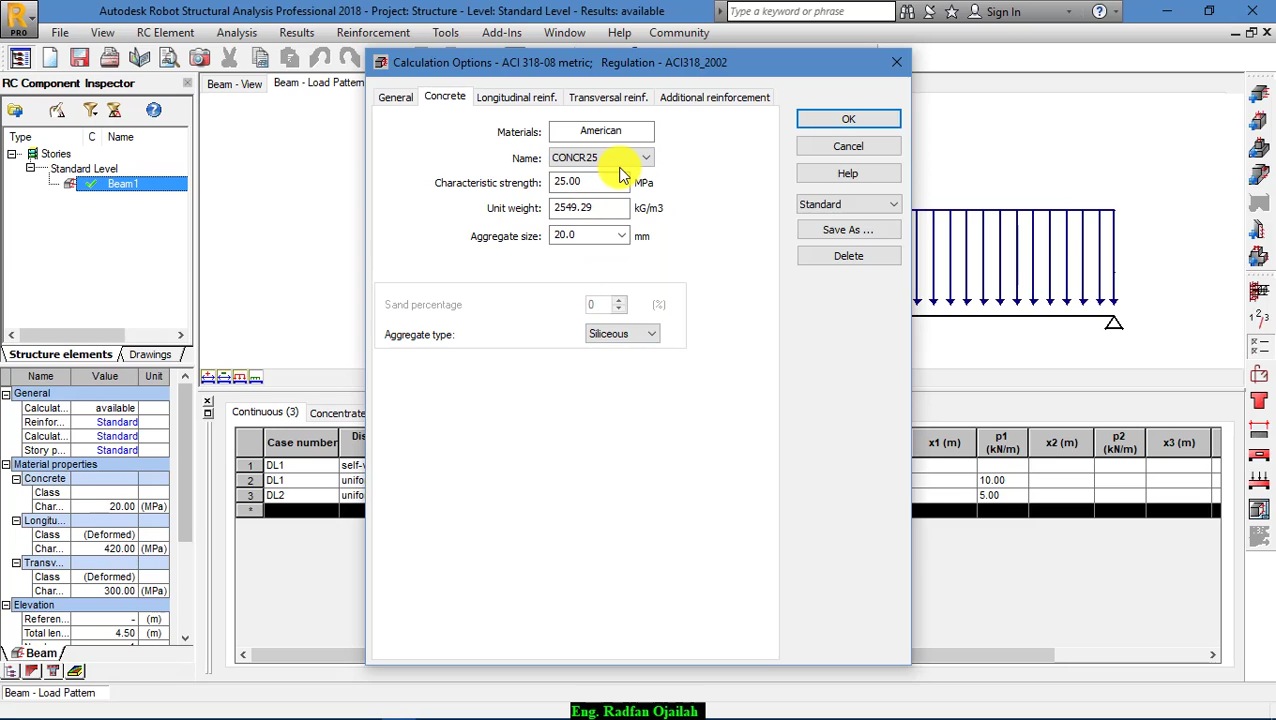 Autodesk Robot Structural Analysis Professional 2018 - Project: Structure - Level: Standard Level - Results: available
Type a keyword or phrase
Sign In
PRO
File View RC Element Analysis Results Reinforcement Tools Add-Ins Window Help Community
RC Component Inspector
Beam - View
Beam - Load Pattern
Type C Name
Stories
Standard Level
Beam1
Structure elements Drawings
Calculation Options - ACI 318-08 metric; Regulation - ACI318_2002
General Concrete Longitudinal reinf. Transversal reinf. Additional reinforcement
Materials: American
Name: CONCR25
Characteristic strength: 25.00 MPa
Unit weight: 2549.29 kG/m3
Aggregate size: 20.0 mm
Sand percentage 0 (%)
Aggregate type: Siliceous
OK
Cancel
Help
Standard
Save As ...
Delete
Name Value Unit
General
Calculat... available
Reinfor... Standard
Calculat... Standard
Story p... Standard
Material properties
Concrete
Class
Char... 20.00 (MPa)
Longitu...
Class (Deformed)
Char... 420.00 (MPa)
Transv...
Class (Deformed)
Char... 300.00 (MPa)
Elevation
Referen... - (m)
Total len... 4.50 (m)
Beam
Continuous (3)
Case number x1 (m) p1 (kN/m) x2 (m) p2 (kN/m) x3 (m)
1 DL1
2 DL1 10.00
3 DL2 5.00
*
Beam - Load Pattern
Eng. Radfan Ojailah